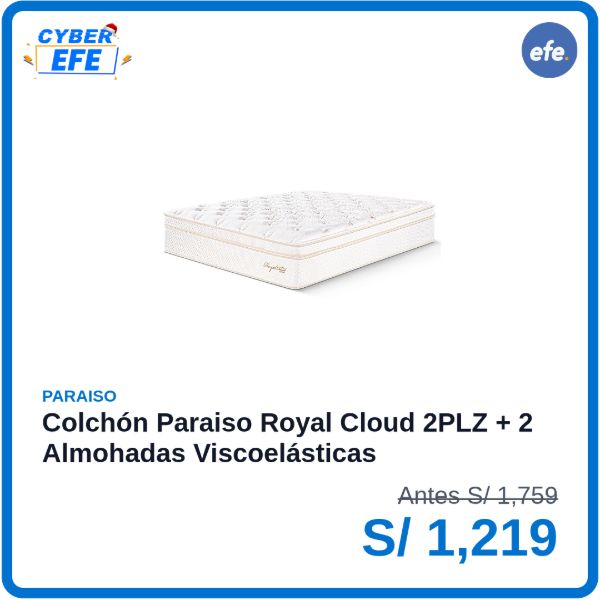 CYBER
EFE
efe.
PARAISO
Colchón Paraiso Royal Cloud 2PLZ + 2
Almohadas Viscoelásticas
Antes S/ 1,759
S/ 1,219